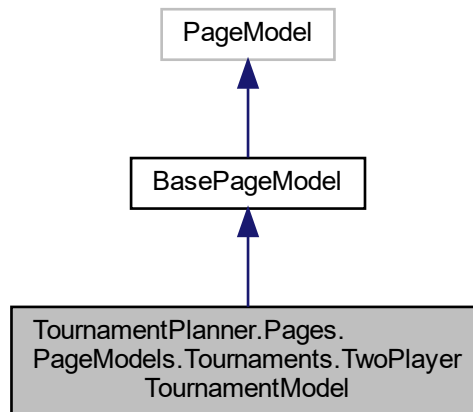 PageModel
BasePageModel
TournamentPlanner.Pages.
PageModels.Tournaments.TwoPlayer
TournamentModel